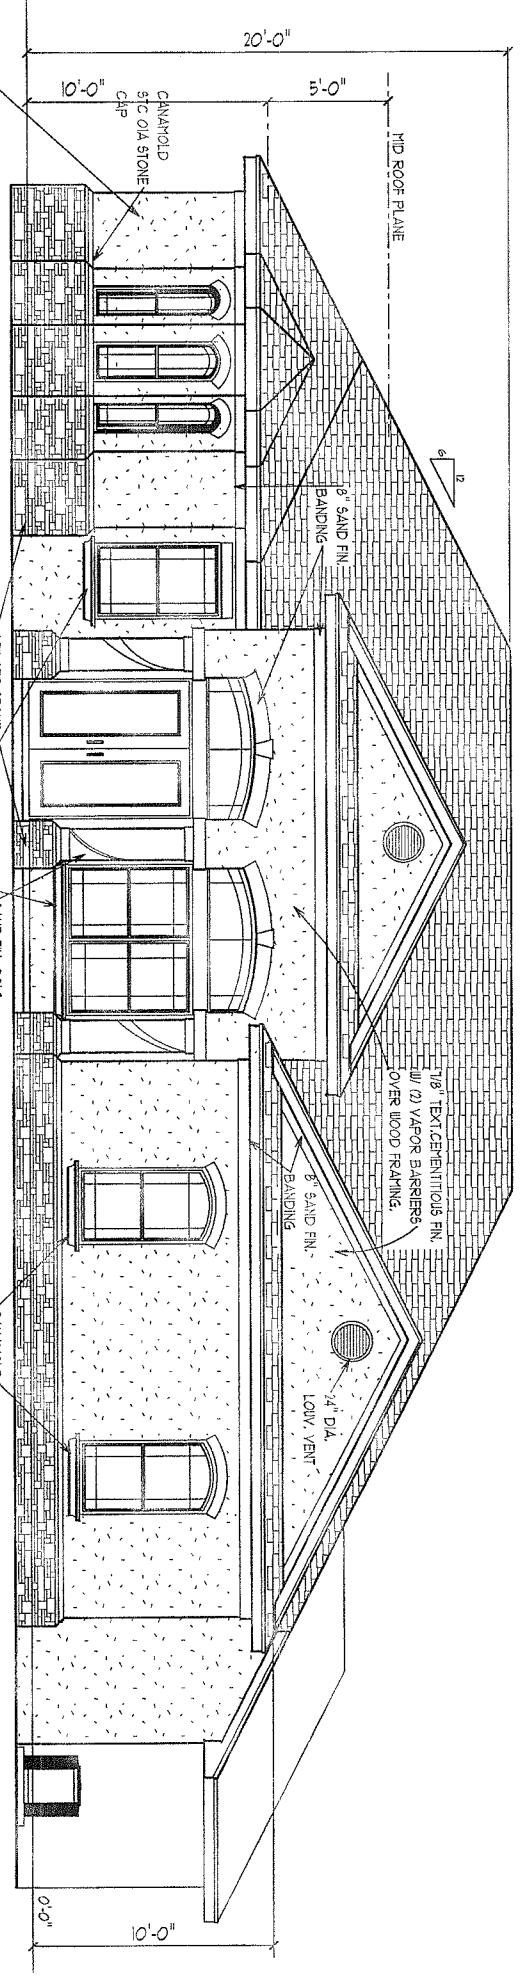 20'-0"
10'-0"
5'-0"
MID ROOF PLANE
CANAMOLD
STC 01A STONE
CAP
12
6
8" SAND FIN.
BANDING
7/8" TEXT.CEMENTITIOUS FIN.
W/ (2) VAPOR BARRIERS
OVER WOOD FRAMING.
8" SAND FIN.
BANDING
24" DIA.
LOUV. VENT
0'-0"
10'-0"